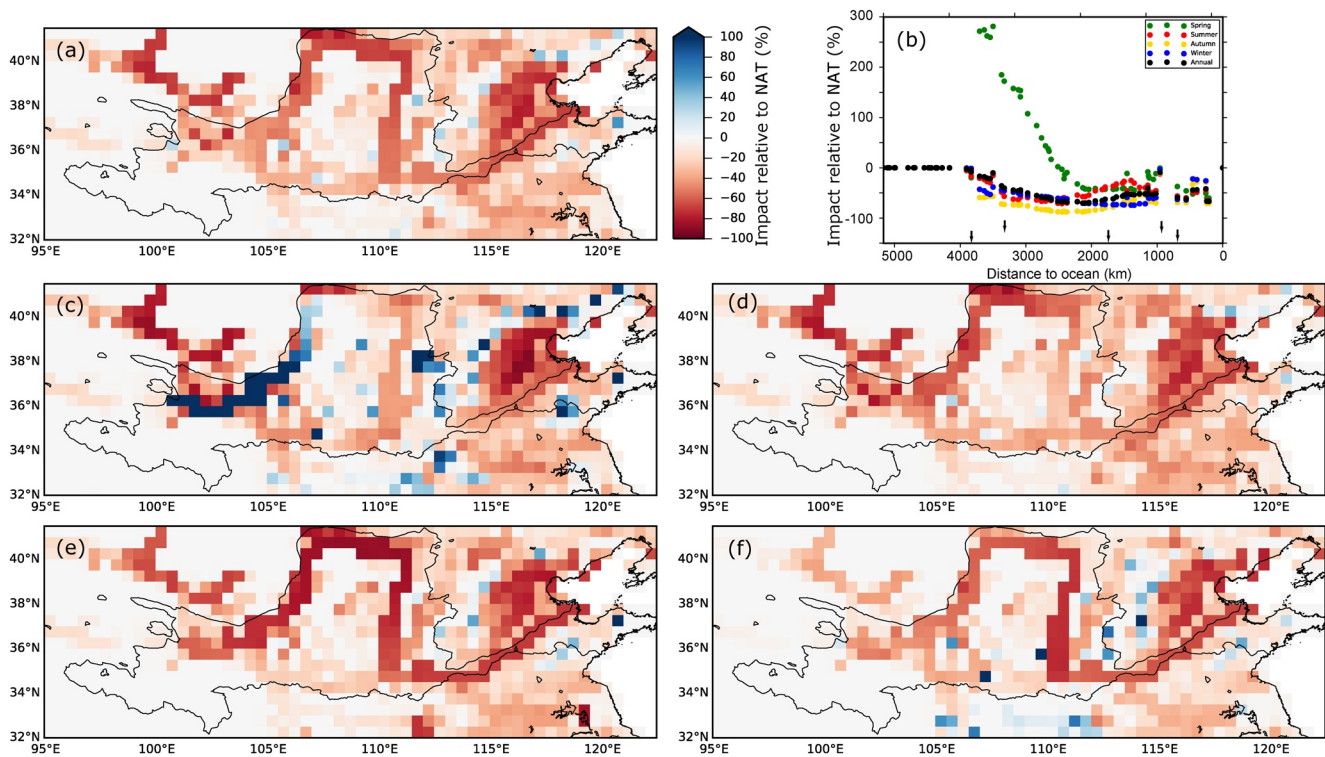 (a)
40°N
38°N
36°N
34°N
32°N
95°E 100°E 105°E 110°E 115°E 120°E
100
80
60
40
20
0
−20
−40
−60
−80
−100
Impact relative to NAT (%)
(b)
Impact relative to NAT (%)
300
250
200
150
100
50
0
-50
-100
5000 4000 3000 2000 1000 0
Distance to ocean (km)
Spring
Summer
Autumn
Winter
Annual
(c)
40°N
38°N
36°N
34°N
32°N
95°E 100°E 105°E 110°E 115°E 120°E
(d)
40°N
38°N
36°N
34°N
32°N
95°E 100°E 105°E 110°E 115°E 120°E
(e)
40°N
38°N
36°N
34°N
32°N
95°E 100°E 105°E 110°E 115°E 120°E
(f)
40°N
38°N
36°N
34°N
32°N
95°E 100°E 105°E 110°E 115°E 120°E